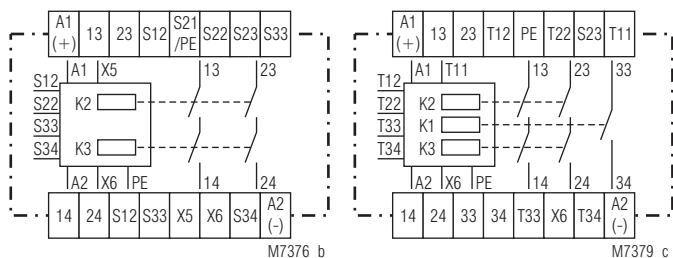 A1 (+) 13 23 S12 S21 /PE S22 S23 S33
A1 X5 13 23
S12
S22 K2
S33
S34 K3
A2 X6 PE 14 24
14 24 S12 S33 X5 X6 S34 A2 (-)
M7376 b
A1 (+) 13 23 T12 PE T22 S23 T11
A1 T11 13 23 33
T12
T22 K2
K1
T33
T34 K3
A2 X6 PE 14 24 34
14 24 33 34 T33 X6 T34 A2 (-)
M7379 c